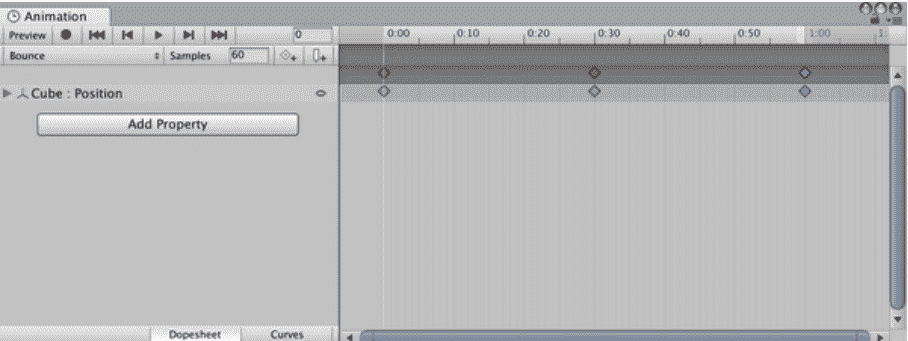 Animation
Preview 0 0:00 0:10 0:20 0:30 0:40 0:50 1:00 1:
Bounce Samples 60
Cube : Position
Add Property
Dopesheet Curves